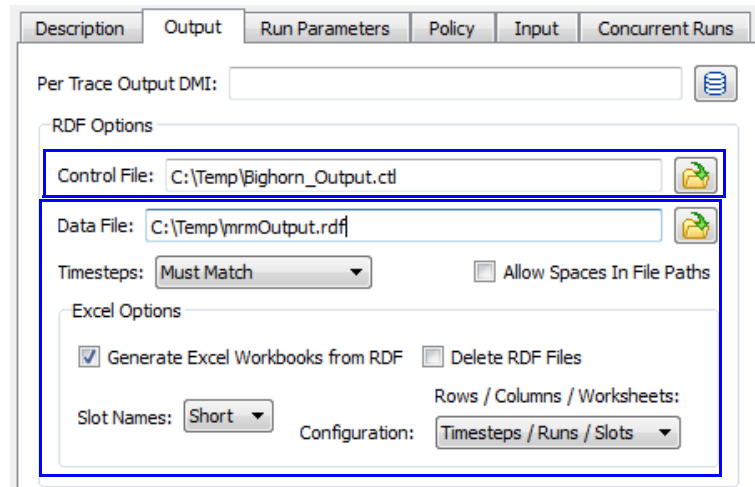 Description Output Run Parameters Policy Input Concurrent Runs
Per Trace Output DMI:
RDF Options
Control File: C:\Temp\Bighorn_Output.ctl
Data File: C:\Temp\mrmOutput.rdf
Timesteps: Must Match Allow Spaces In File Paths
Excel Options
Generate Excel Workbooks from RDF Delete RDF Files
Rows / Columns / Worksheets:
Slot Names: Short Configuration: Timesteps / Runs / Slots